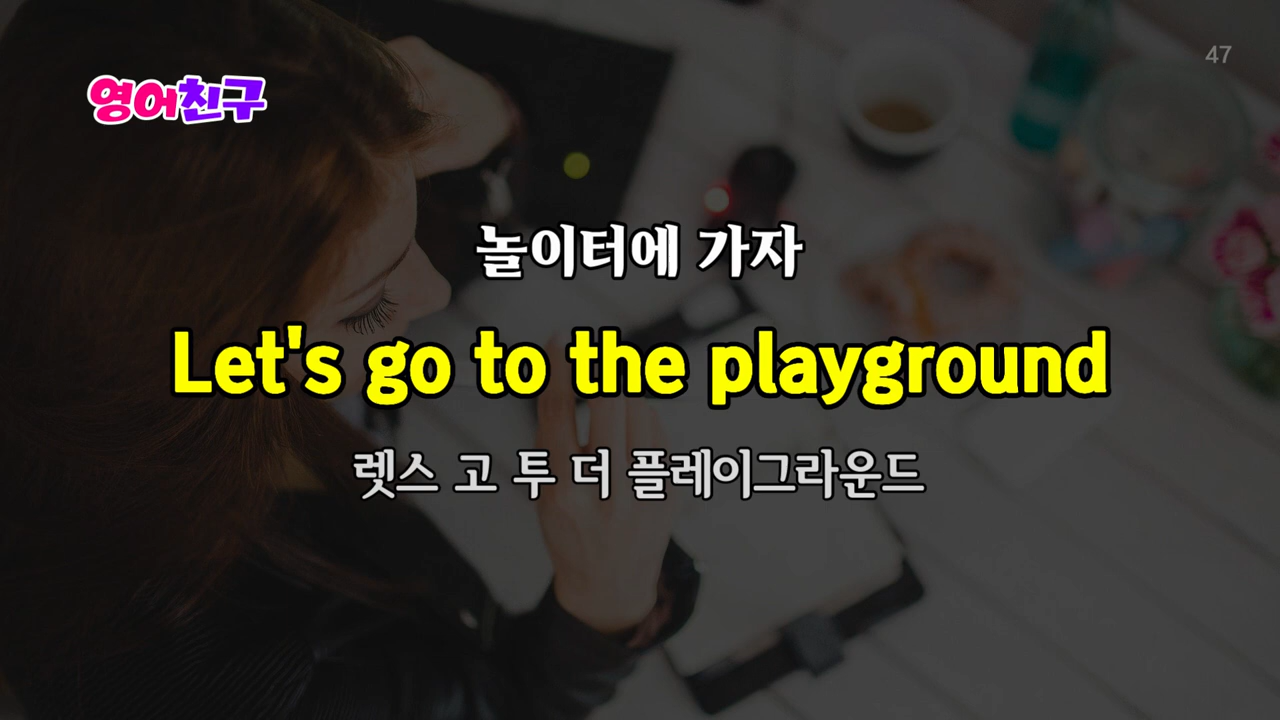 47
영어친구
놀이터에 가자
Let's go to the playground
렛스 고 투 더 플레이그라운드